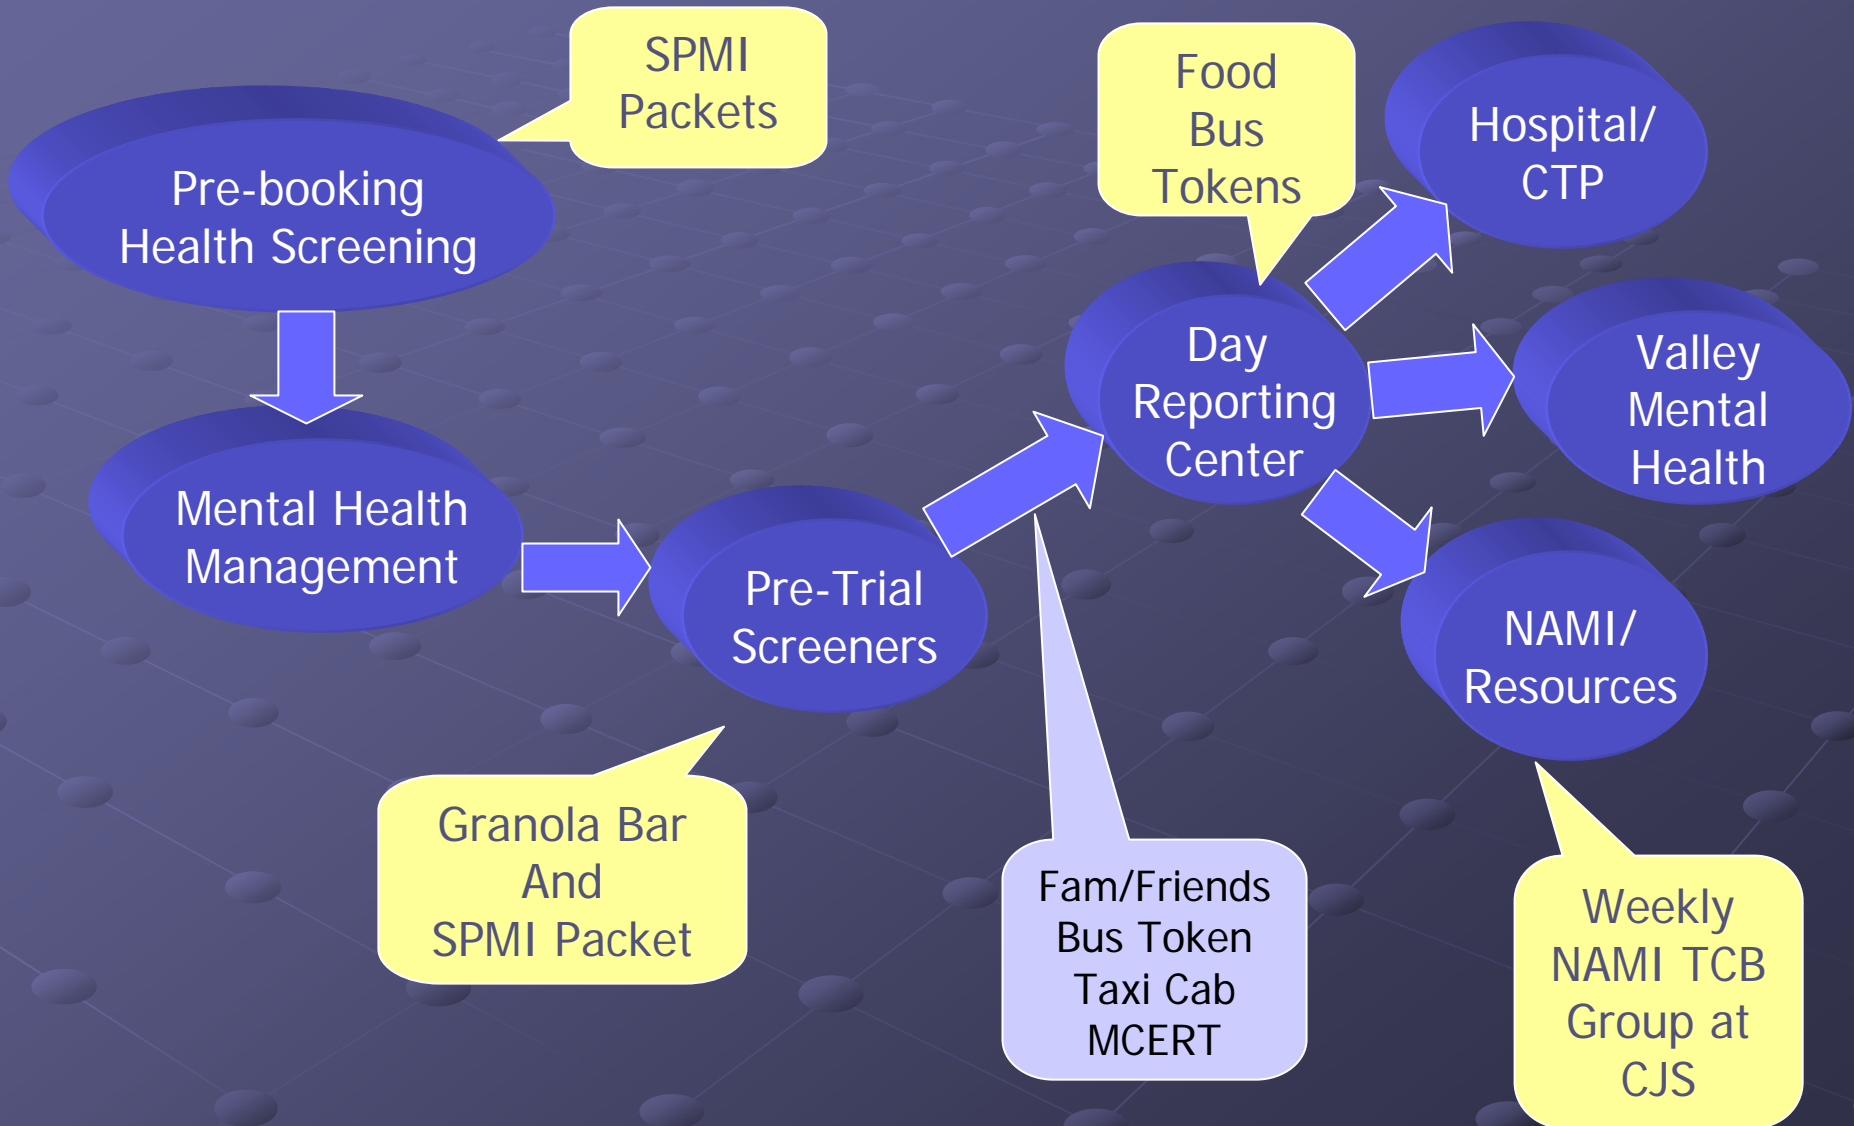 SPMI
Packets
Pre-booking
Health Screening
Mental Health
Management
Pre-Trial
Screeners
Granola Bar
And
SPMI Packet
Fam/Friends
Bus Token
Taxi Cab
MCERT
Food
Bus
Tokens
Day
Reporting
Center
Hospital/
CTP
Valley
Mental
Health
NAMI/
Resources
Weekly
NAMI TCB
Group at
CJS